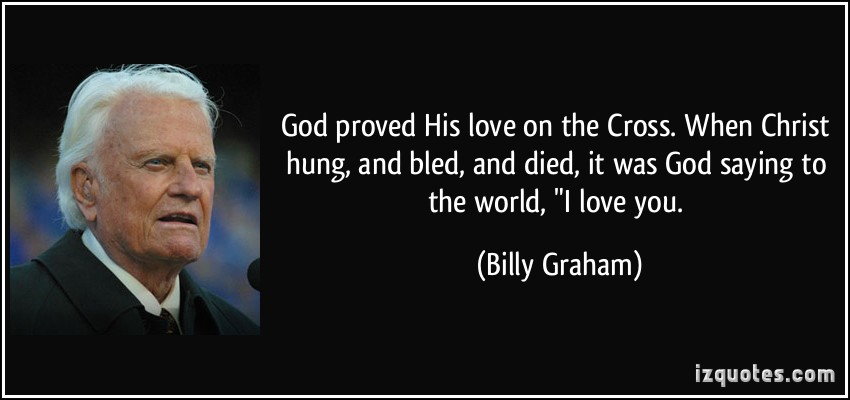 God proved His love on the Cross. When Christ
hung, and bled, and died, it was God saying to
the world, "I love you.
(Billy Graham)
izquotes.com